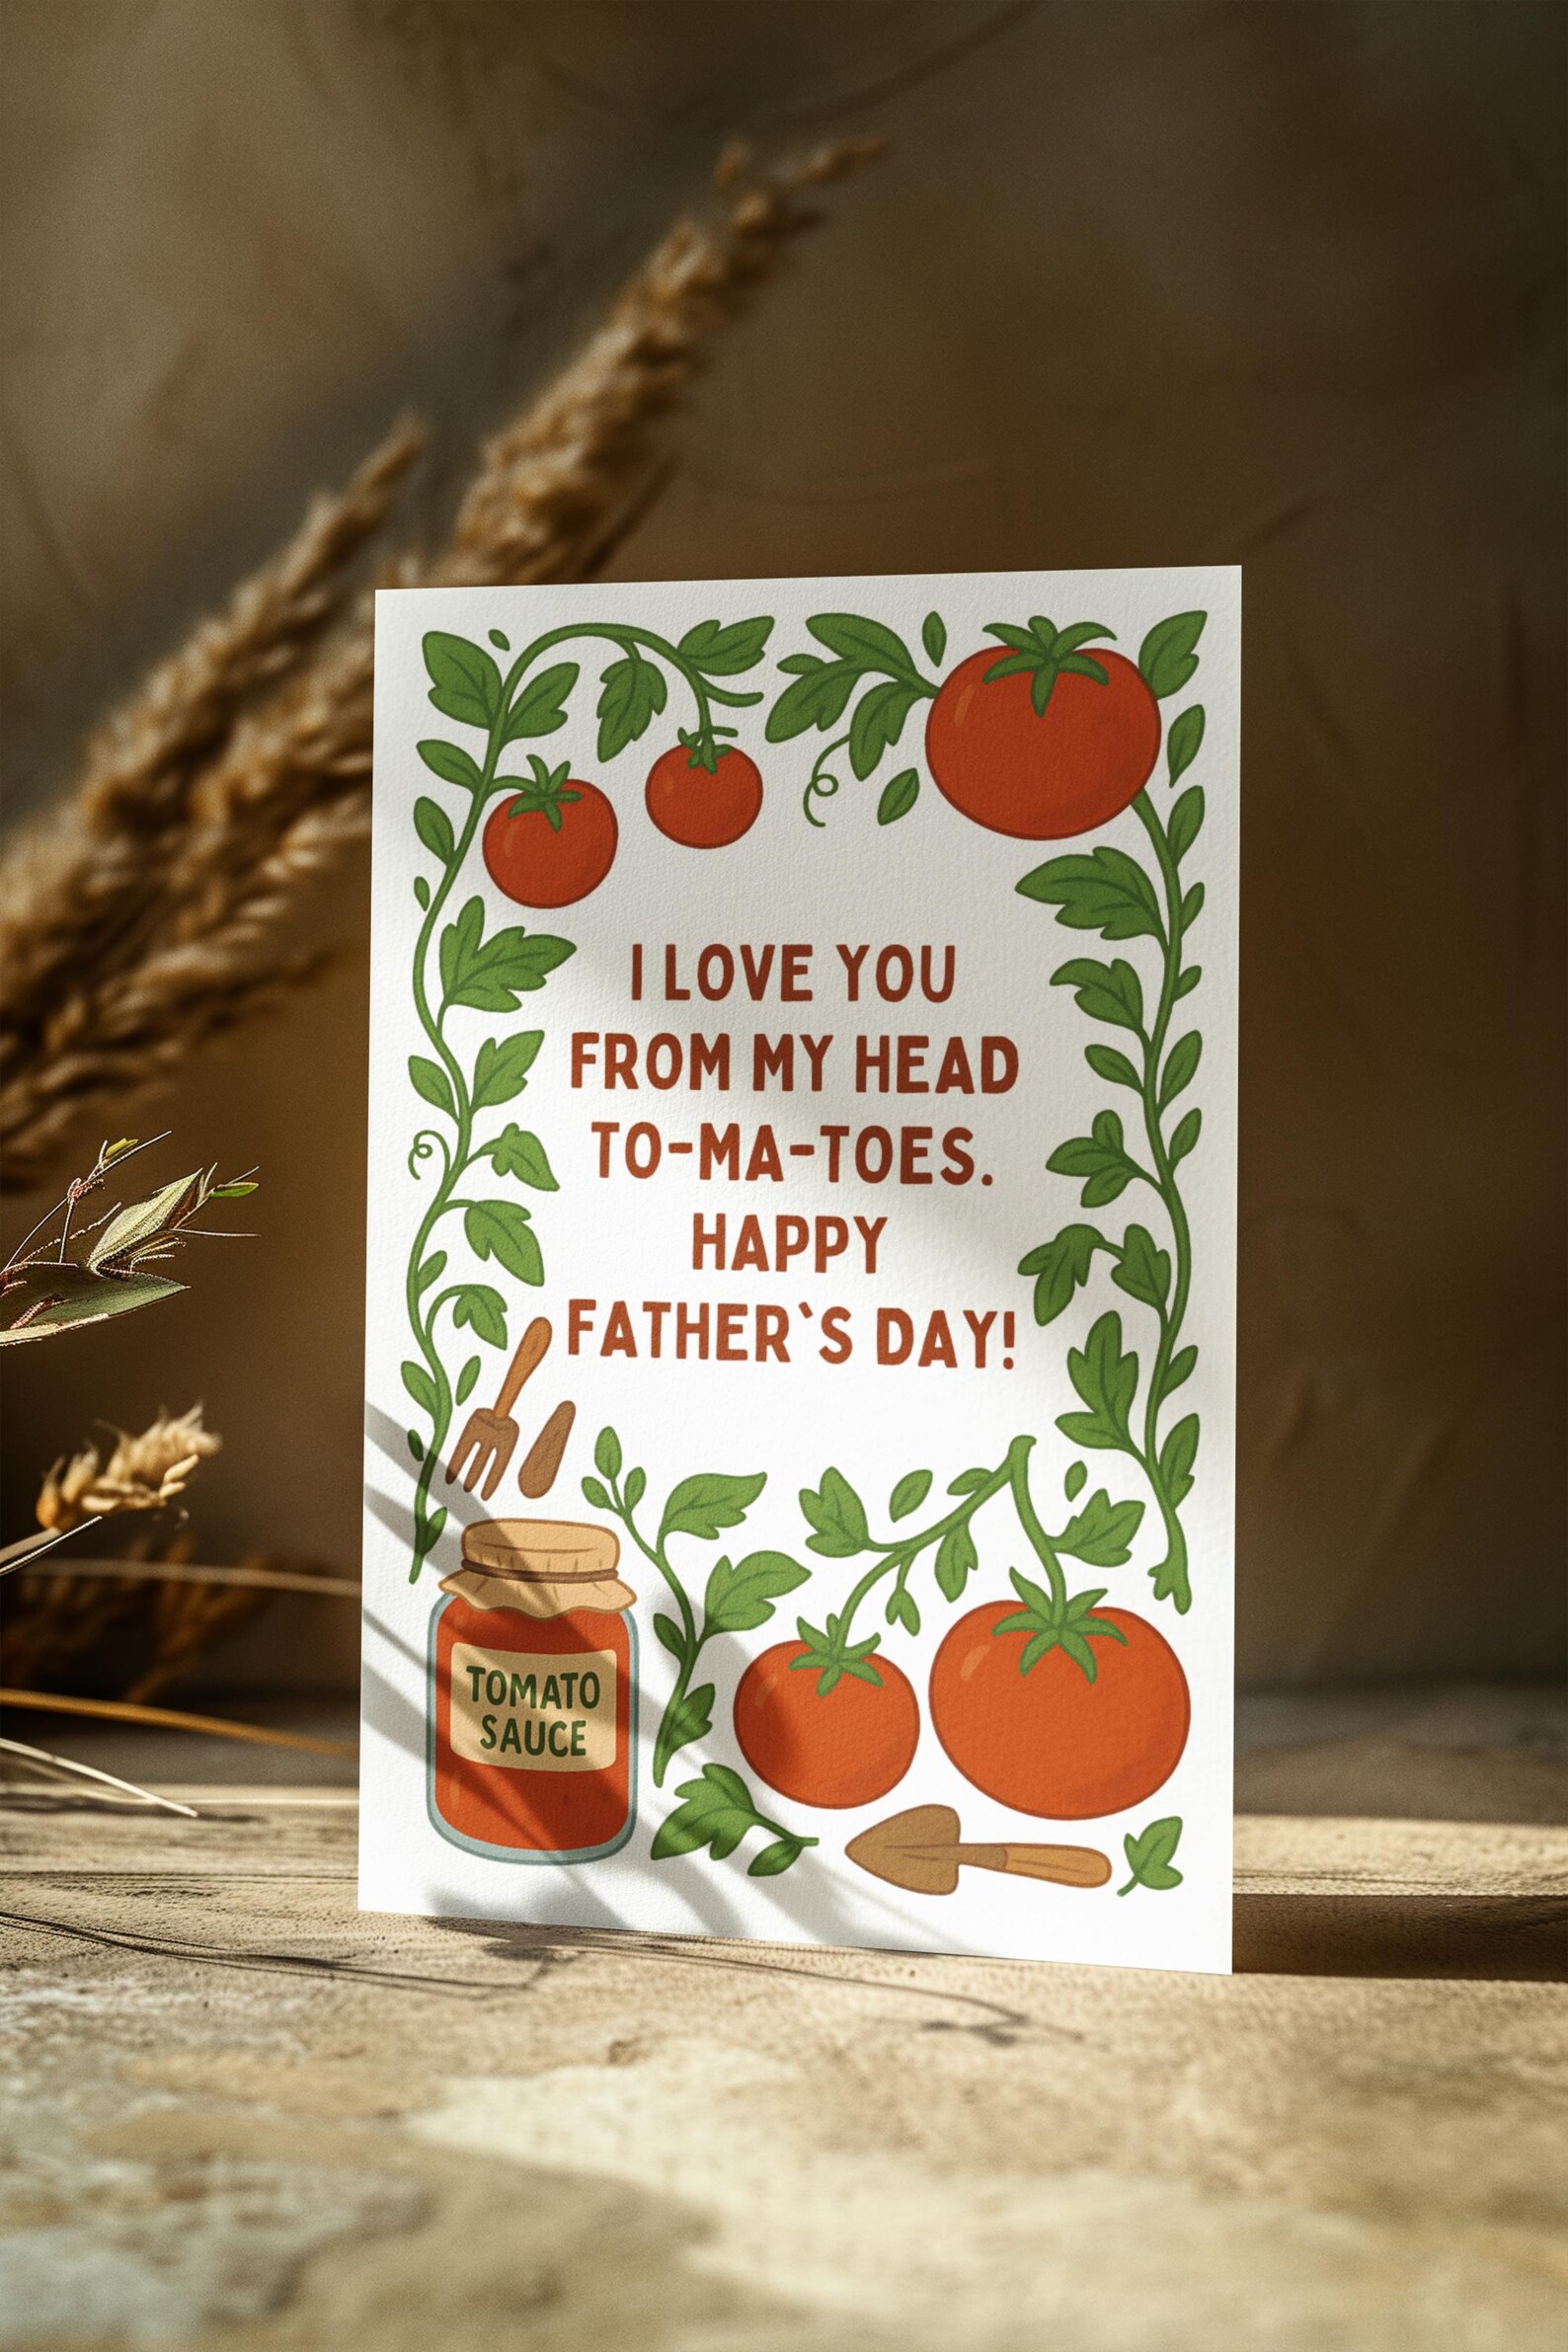 I LOVE YOU
FROM MY HEAD
TO-MA-TOES.
HAPPY
FATHER`S DAY!
TOMATO
SAUCE